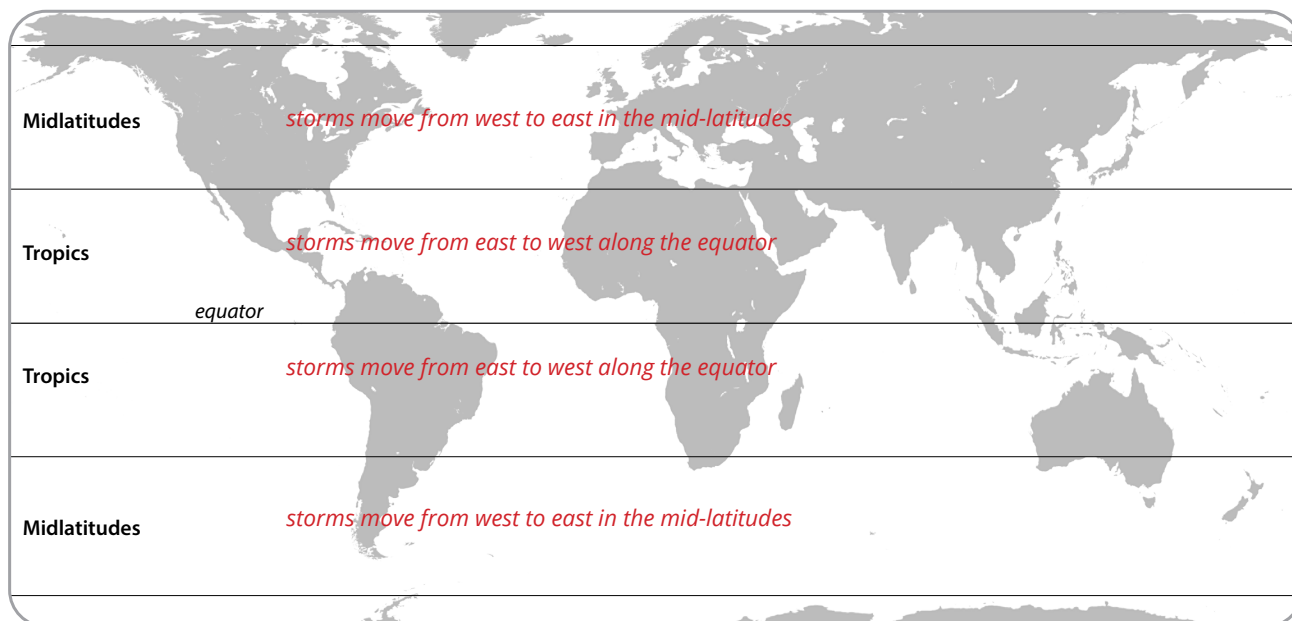 Midlatitudes
storms move from west to east in the mid-latitudes
Tropics
storms move from east to west along the equator
equator
Tropics
storms move from east to west along the equator
Midlatitudes
storms move from west to east in the mid-latitudes